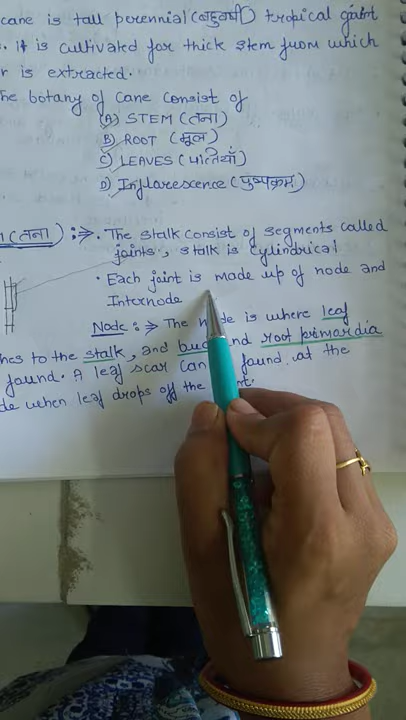 cane is tall perennial (बहुवर्षी) tropical gaint
. It is cultivated for thick stem from which
r is extracted.
he botany of cane consist of
(A) STEM (तना)
B) ROOT (मूल)
C) LEAVES (पत्तियाँ)
D) Inflorescence (पुष्पक्रम)
(तना) :⇒ • The stalk consist of segments called
joints, stalk is cylindrical
• Each joint is made up of node and
Internode
Node :⇒ The node is where leaf
hes to the stalk, and bud and root primordia
found. A leaf scar can found at the
de when leaf drops off the